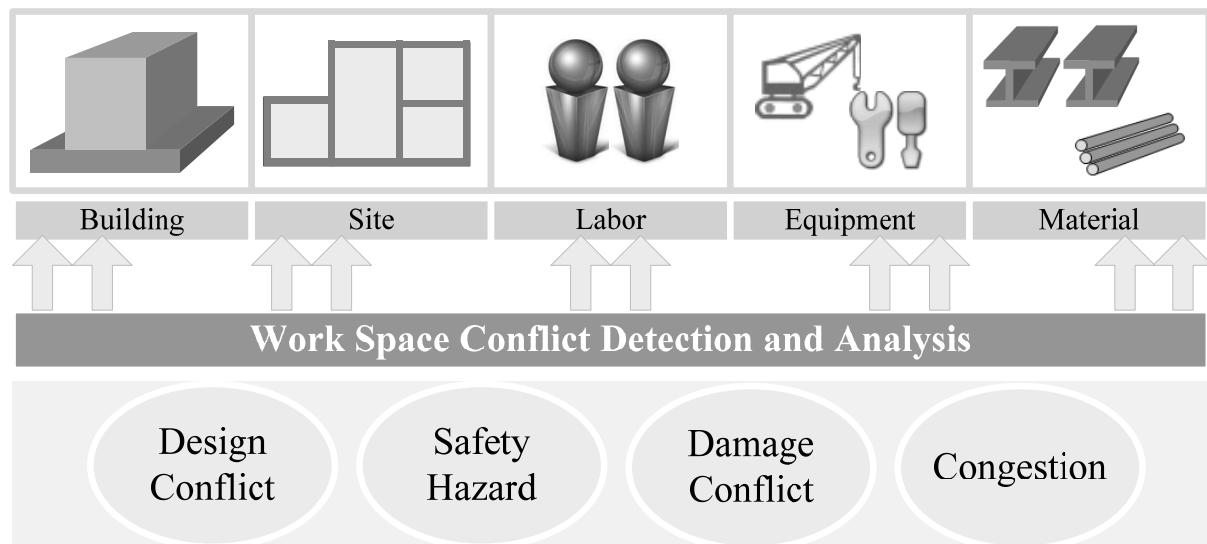 Building
Site
Labor
Equipment
Material
Work Space Conflict Detection and Analysis
Design
Conflict
Safety
Hazard
Damage
Conflict
Congestion